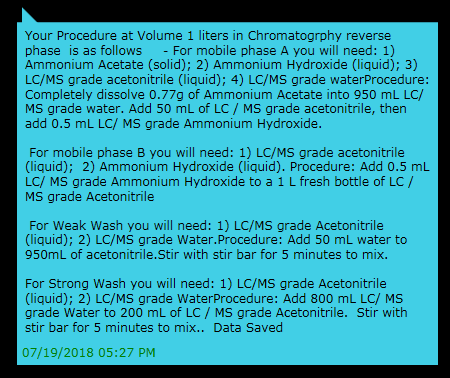 Your Procedure at Volume 1 liters in Chromatogrphy reverse
phase  is as follows     - For mobile phase A you will need: 1)
Ammonium Acetate (solid); 2) Ammonium Hydroxide (liquid); 3)
LC/MS grade acetonitrile (liquid); 4) LC/MS grade waterProcedure:
Completely dissolve 0.77g of Ammonium Acetate into 950 mL LC/
MS grade water. Add 50 mL of LC / MS grade acetonitrile, then
add 0.5 mL LC/ MS grade Ammonium Hydroxide.
For mobile phase B you will need: 1) LC/MS grade acetonitrile
(liquid);  2) Ammonium Hydroxide (liquid). Procedure: Add 0.5 mL
LC/ MS grade Ammonium Hydroxide to a 1 L fresh bottle of LC /
MS grade Acetonitrile
For Weak Wash you will need: 1) LC/MS grade Acetonitrile
(liquid); 2) LC/MS grade Water.Procedure: Add 50 mL water to
950mL of acetonitrile.Stir with stir bar for 5 minutes to mix.
For Strong Wash you will need: 1) LC/MS grade Acetonitrile
(liquid); 2) LC/MS grade WaterProcedure: Add 800 mL LC/ MS
grade Water to 200 mL of LC / MS grade Acetonitrile.  Stir with
stir bar for 5 minutes to mix..  Data Saved
07/19/2018 05:27 PM